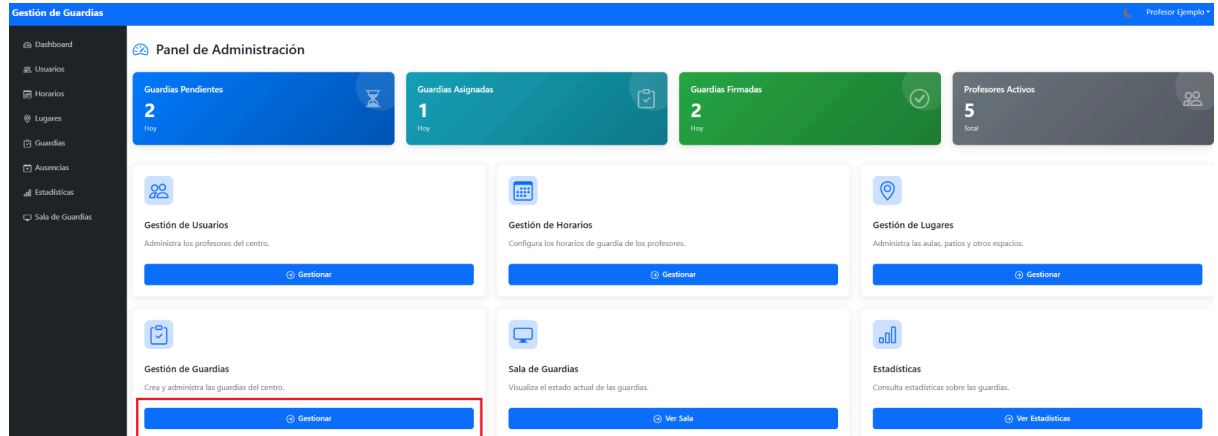 Gestión de Guardias
Profesor Ejemplo
Dashboard
Usuarios
Horarios
Lugares
Guardias
Ausencias
Estadísticas
Sala de Guardias
Panel de Administración
Guardias Pendientes
2
Hoy
Guardias Asignadas
1
Hoy
Guardias Firmadas
2
Hoy
Profesores Activos
5
Total
Gestión de Usuarios
Administra los profesores del centro.
Gestionar
Gestión de Horarios
Configura los horarios de guardia de los profesores.
Gestionar
Gestión de Lugares
Administra las aulas, patios y otros espacios.
Gestionar
Gestión de Guardias
Crea y administra las guardias del centro.
Gestionar
Sala de Guardias
Visualiza el estado actual de las guardias.
Ver Sala
Estadísticas
Consulta estadísticas sobre las guardias.
Ver Estadísticas